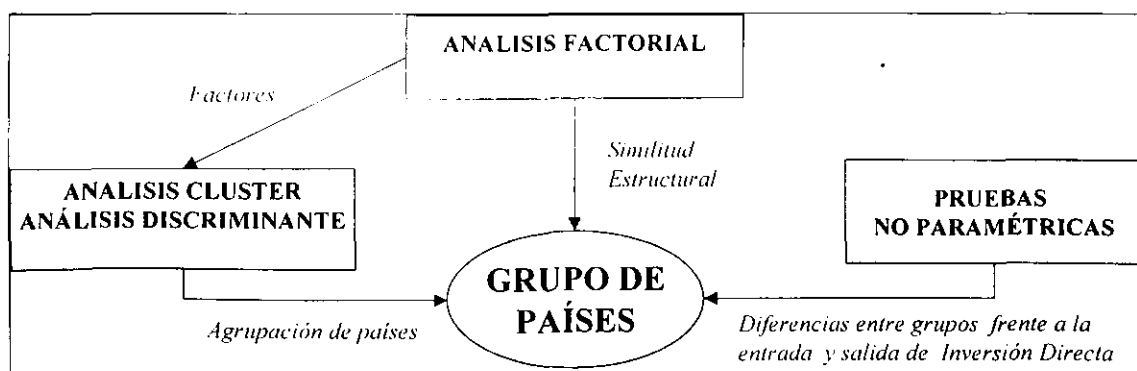 ANALISIS FACTORIAL
Factores
Similitud
Estructural
ANALISIS CLUSTER
ANÁLISIS DISCRIMINANTE
PRUEBAS
NO PARAMÉTRICAS
GRUPO DE
PAÍSES
Agrupación de países
Diferencias entre grupos frente a la
entrada y salida de Inversión Directa